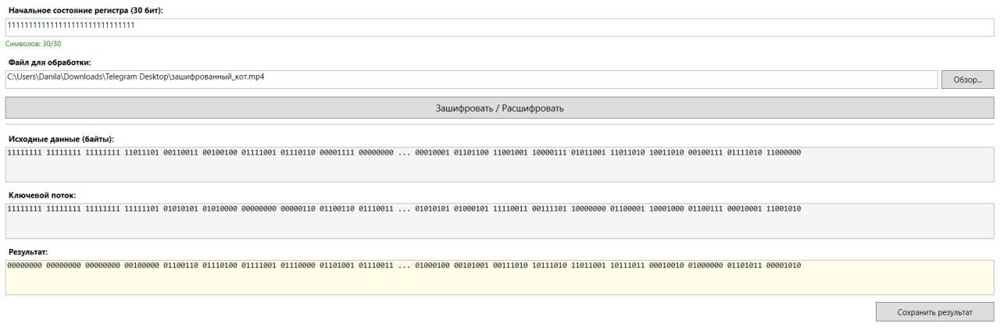 Начальное состояние регистра (30 бит):
111111111111111111111111111111
Символов: 30/30
Файл для обработки:
C:\Users\Danila\Downloads\Telegram Desktop\зашифрованный_кот.mp4
Обзор...
Зашифровать / Расшифровать
Исходные данные (байты):
11111111 11111111 11111111 11011101 00110011 00100100 01111001 01110110 00001111 00000000 ... 00010001 01101100 11001001 10000111 01011001 11011010 10011010 00100111 01111010 11000000
Ключевой поток:
11111111 11111111 11111111 11111101 01010101 01010000 00000000 00000110 01100110 01110011 ... 01010101 01000101 11110011 00111101 10000000 01100001 10001000 01100111 00010001 11001010
Результат:
00000000 00000000 00000000 00100000 01100110 01110100 01111001 01110000 01101001 01110011 ... 01000100 00101001 00111010 10111010 11011001 10111011 00010010 01000000 01101011 00001010
Сохранить результат